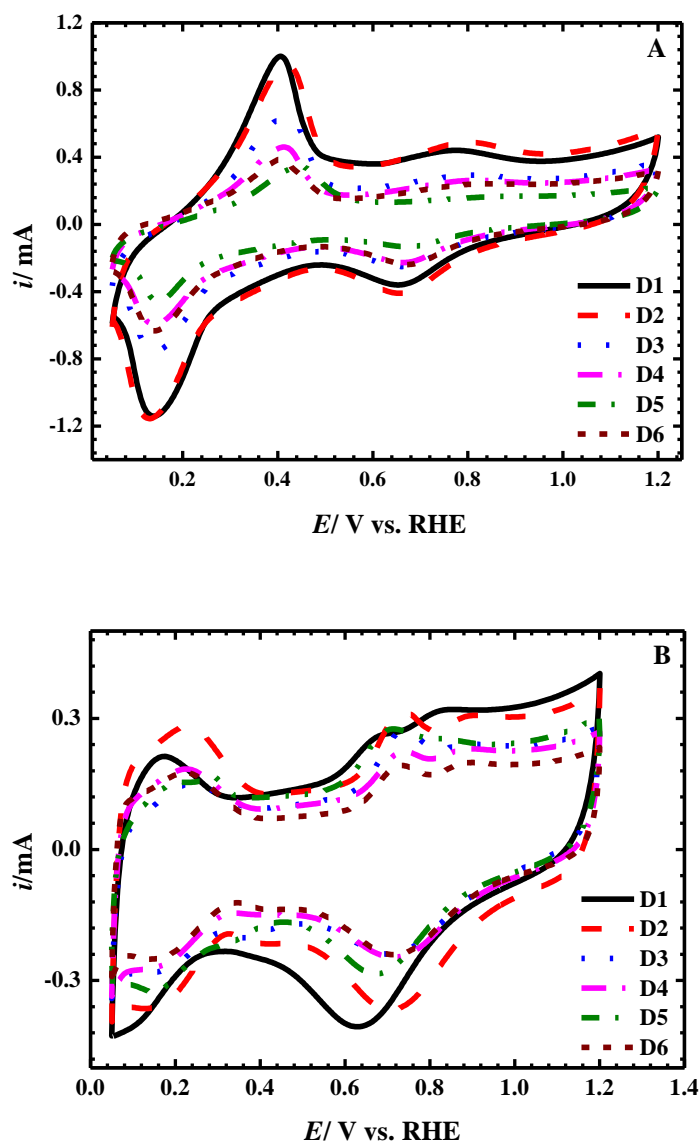 A
1.2
0.8
0.4
0.0
-0.4
-0.8
-1.2
i/ mA
D1
D2
D3
D4
D5
D6
0.2 0.4 0.6 0.8 1.0 1.2
E/ V vs. RHE
B
0.3
0.0
-0.3
i/mA
D1
D2
D3
D4
D5
D6
0.0 0.2 0.4 0.6 0.8 1.0 1.2 1.4
E/ V vs. RHE